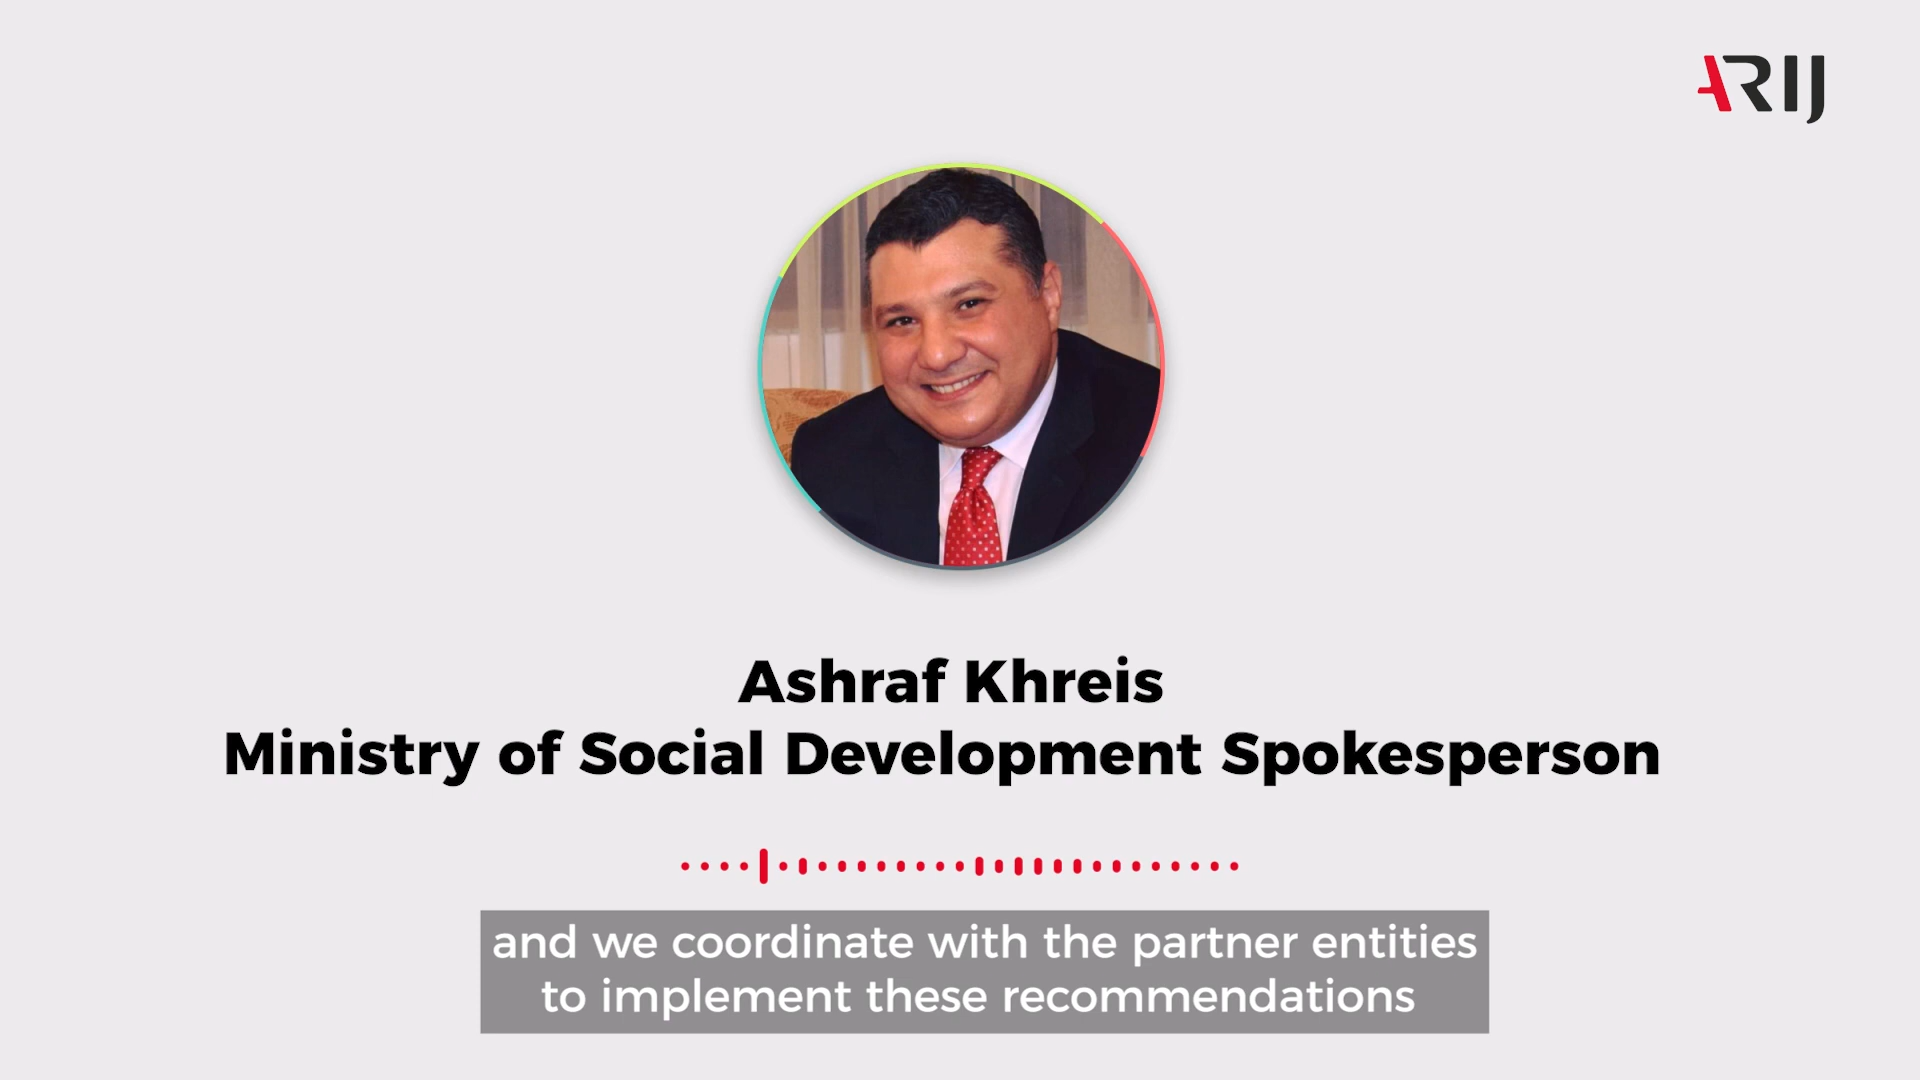 ARIJ
Ashraf Khreis
Ministry of Social Development Spokesperson
and we coordinate with the partner entities
to implement these recommendations